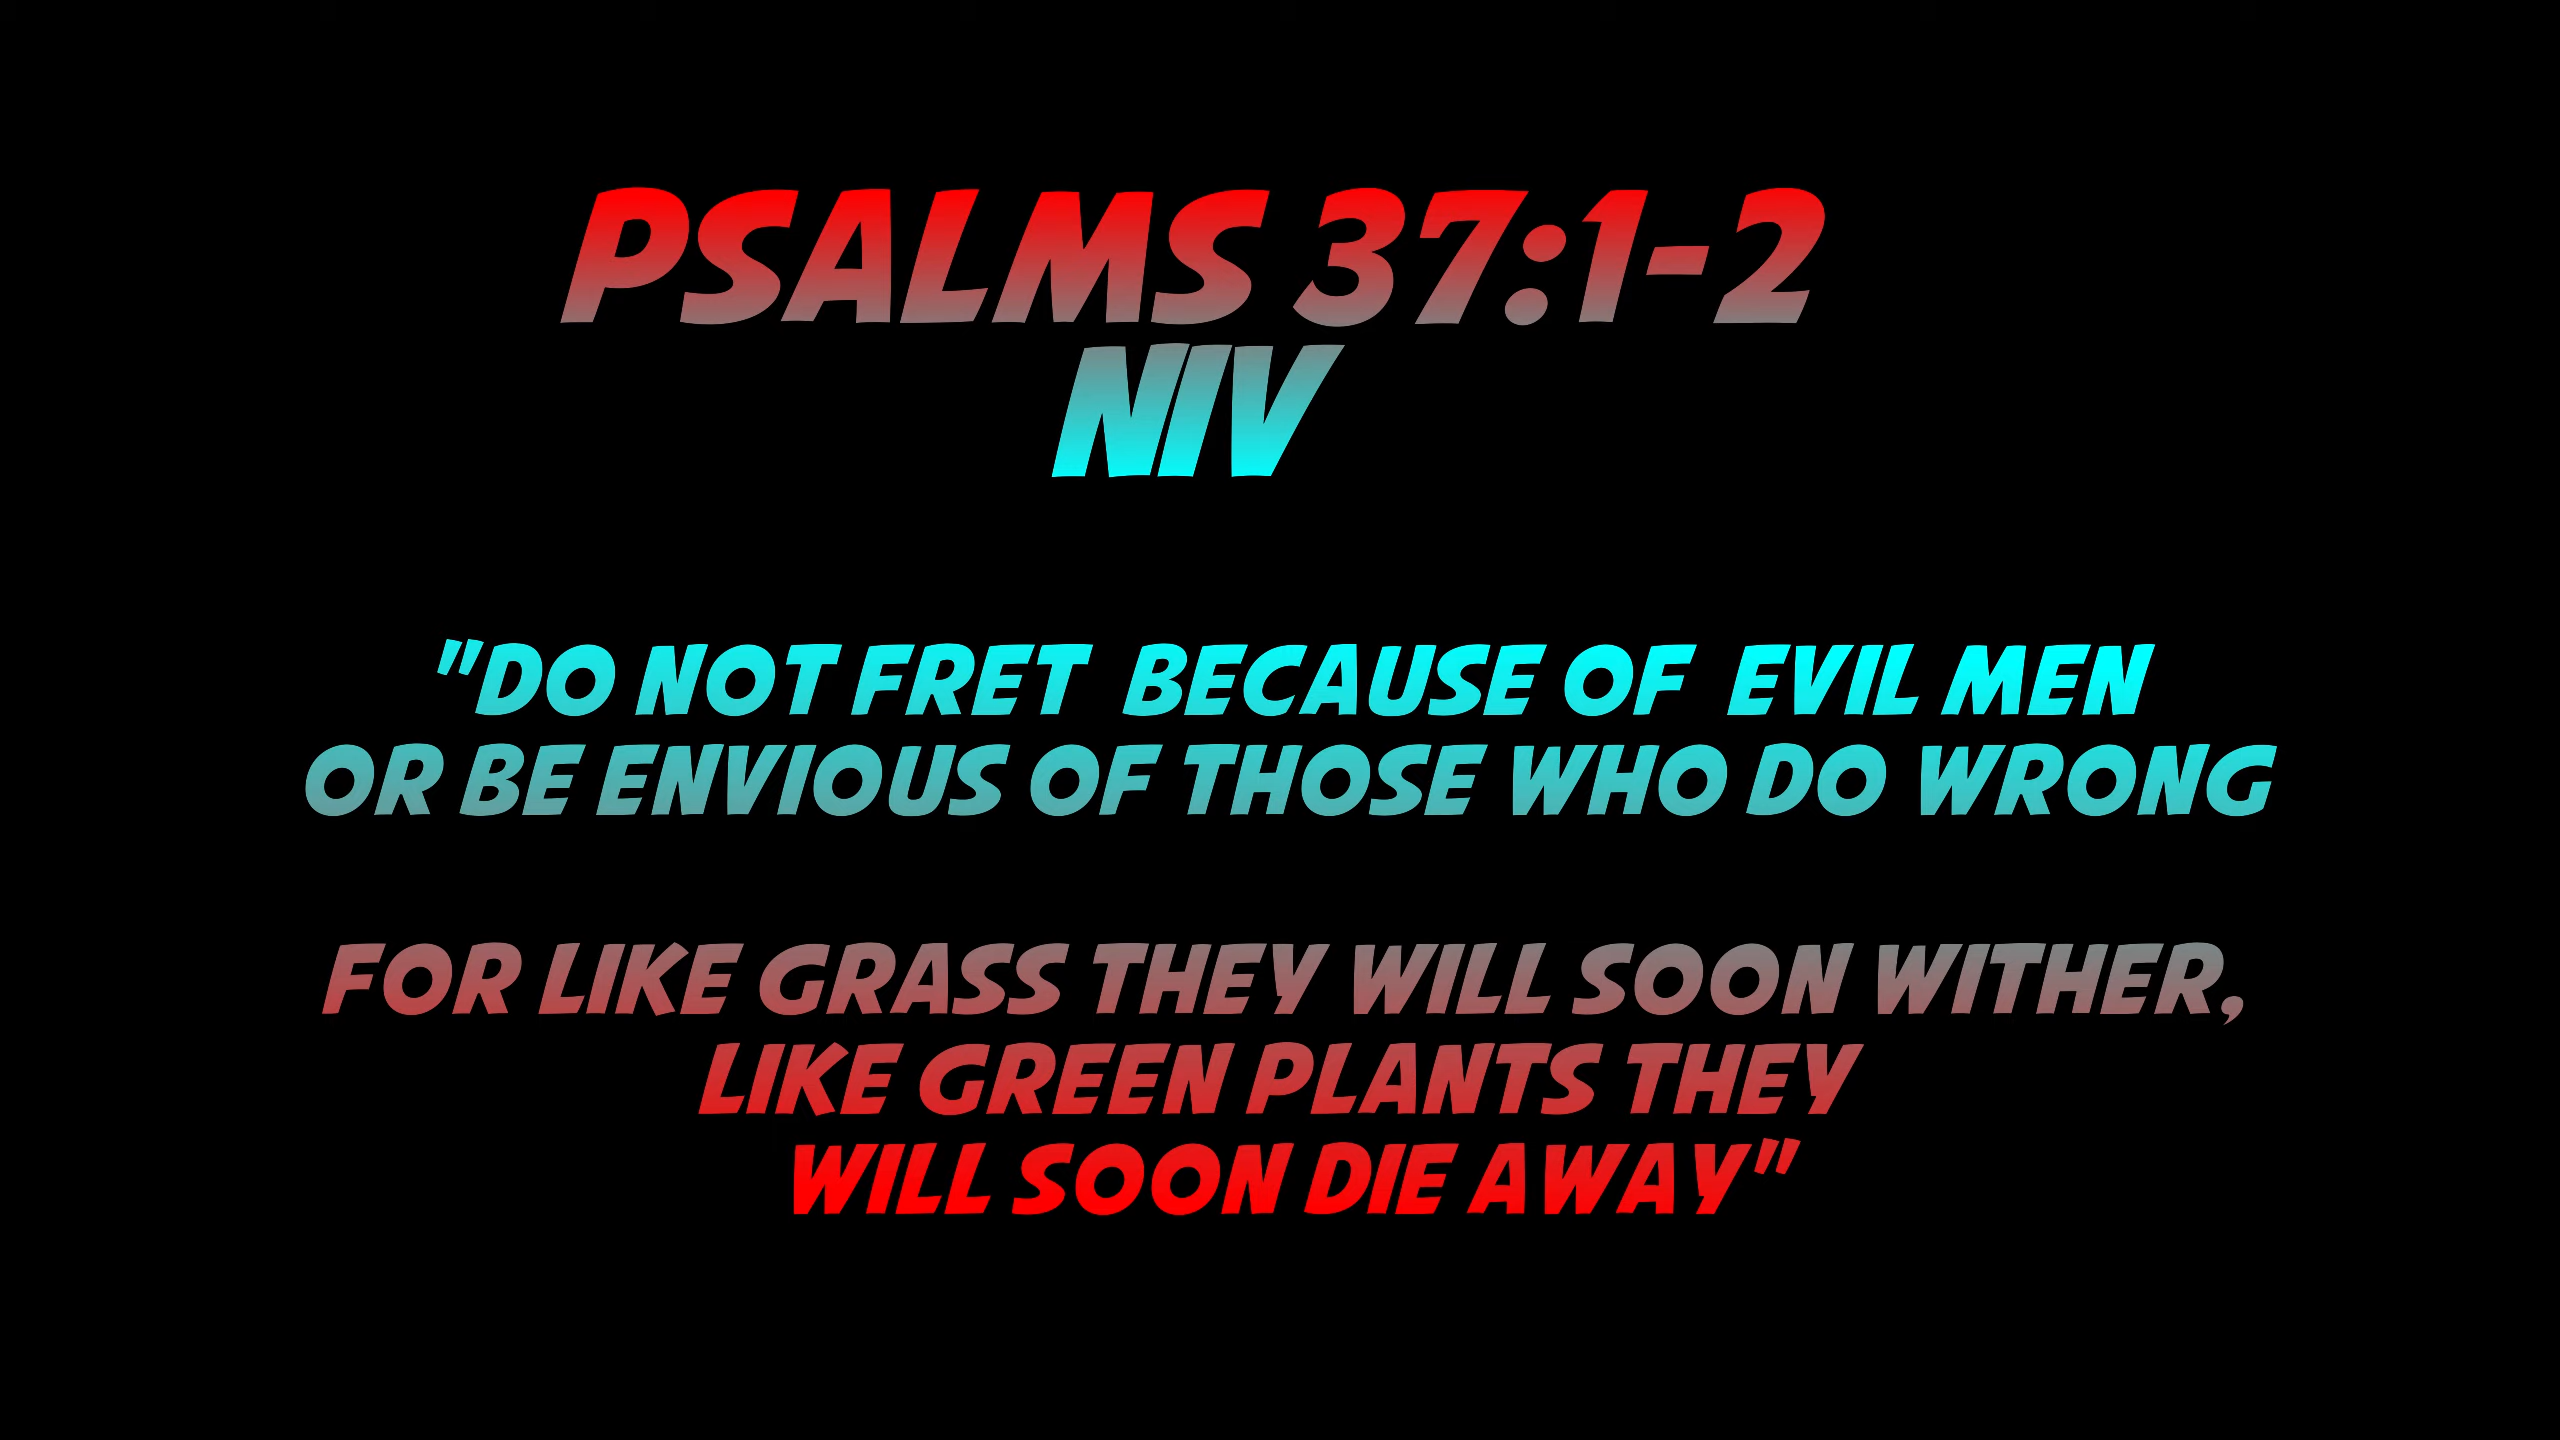 PSALMS 37:1-2
NIV
"DO NOT FRET BECAUSE OF EVIL MEN
OR BE ENVIOUS OF THOSE WHO DO WRONG
FOR LIKE GRASS THEY WILL SOON WITHER,
LIKE GREEN PLANTS THEY
WILL SOON DIE AWAY"